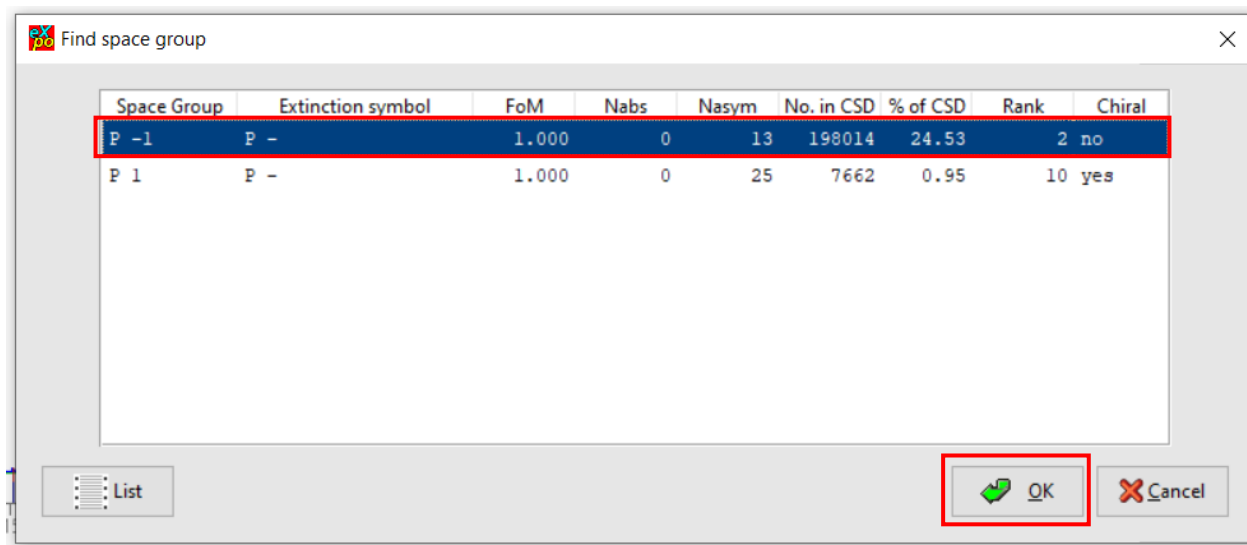 expo Find space group
Space Group Extinction symbol FoM Nabs Nasym No. in CSD % of CSD Rank Chiral
P -1 P - 1.000 0 13 198014 24.53 2 no
P 1 P - 1.000 0 25 7662 0.95 10 yes
List OK Cancel